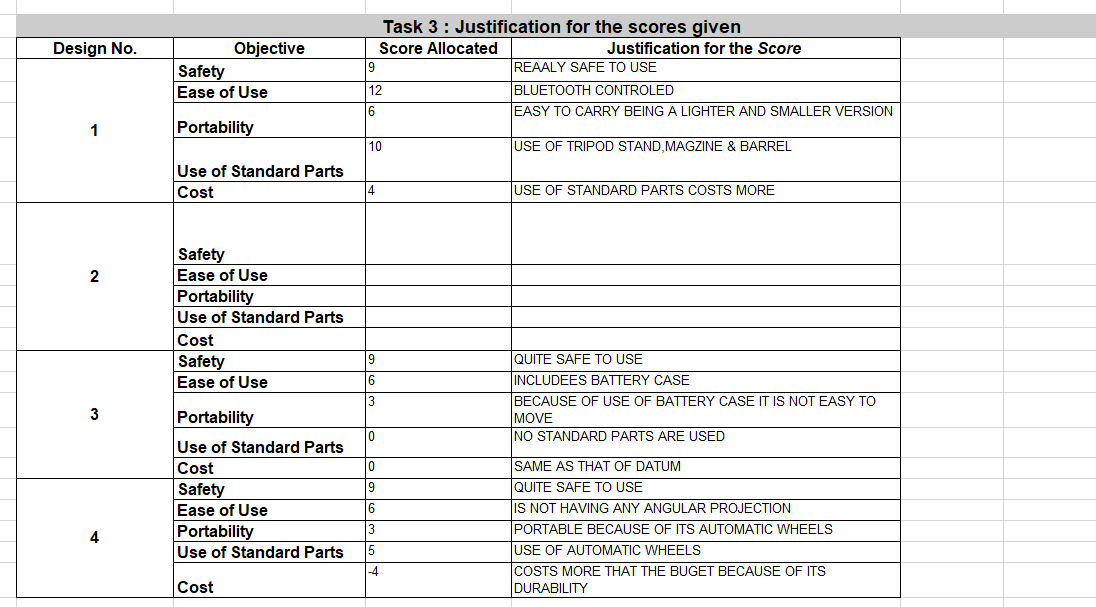 Task 3 : Justification for the scores given
Design No. Objective Score Allocated Justification for the Score
1
Safety 9 REAALY SAFE TO USE
Ease of Use 12 BLUETOOTH CONTROLED
Portability 6 EASY TO CARRY BEING A LIGHTER AND SMALLER VERSION
Use of Standard Parts 10 USE OF TRIPOD STAND,MAGZINE & BARREL
Cost 4 USE OF STANDARD PARTS COSTS MORE
2
Safety
Ease of Use
Portability
Use of Standard Parts
Cost
3
Safety 9 QUITE SAFE TO USE
Ease of Use 6 INCLUDEES BATTERY CASE
Portability 3 BECAUSE OF USE OF BATTERY CASE IT IS NOT EASY TO
MOVE
Use of Standard Parts 0 NO STANDARD PARTS ARE USED
Cost 0 SAME AS THAT OF DATUM
4
Safety 9 QUITE SAFE TO USE
Ease of Use 6 IS NOT HAVING ANY ANGULAR PROJECTION
Portability 3 PORTABLE BECAUSE OF ITS AUTOMATIC WHEELS
Use of Standard Parts 5 USE OF AUTOMATIC WHEELS
Cost -4 COSTS MORE THAT THE BUGET BECAUSE OF ITS
DURABILITY